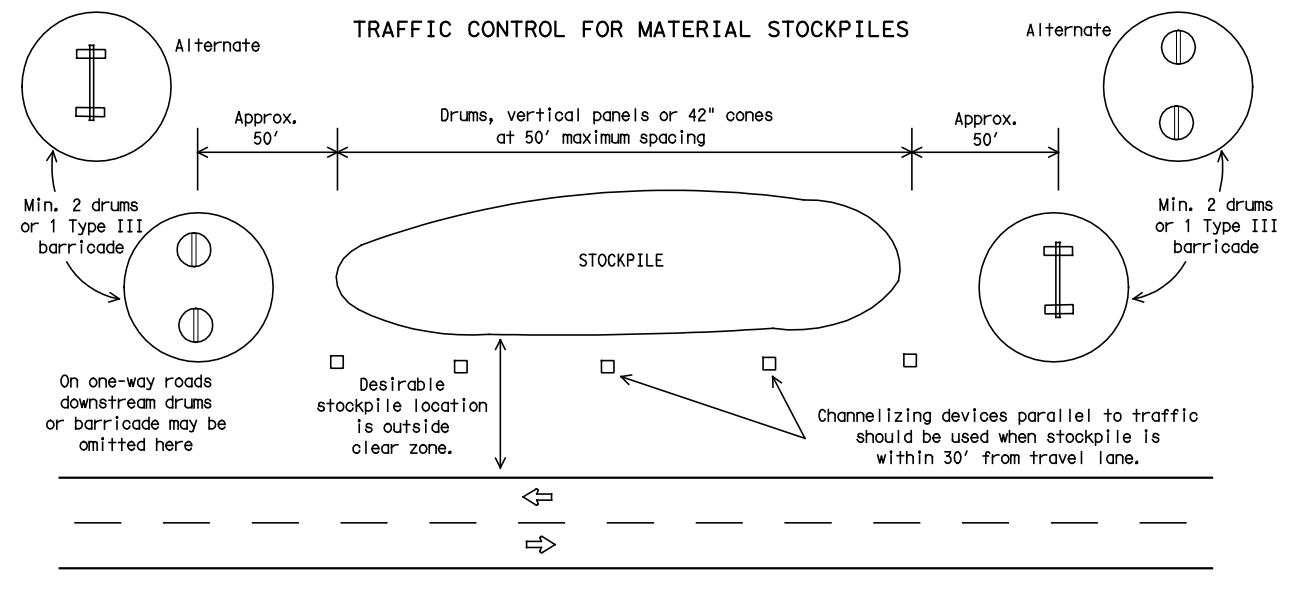 TRAFFIC CONTROL FOR MATERIAL STOCKPILES
Alternate
Alternate
Approx.
50'
Drums, vertical panels or 42" cones
at 50' maximum spacing
Approx.
50'
Min. 2 drums
or 1 Type III
barricade
Min. 2 drums
or 1 Type III
barricade
STOCKPILE
On one-way roads
downstream drums
or barricade may be
omitted here
Desirable
stockpile location
is outside
clear zone.
Channelizing devices parallel to traffic
should be used when stockpile is
within 30' from travel lane.